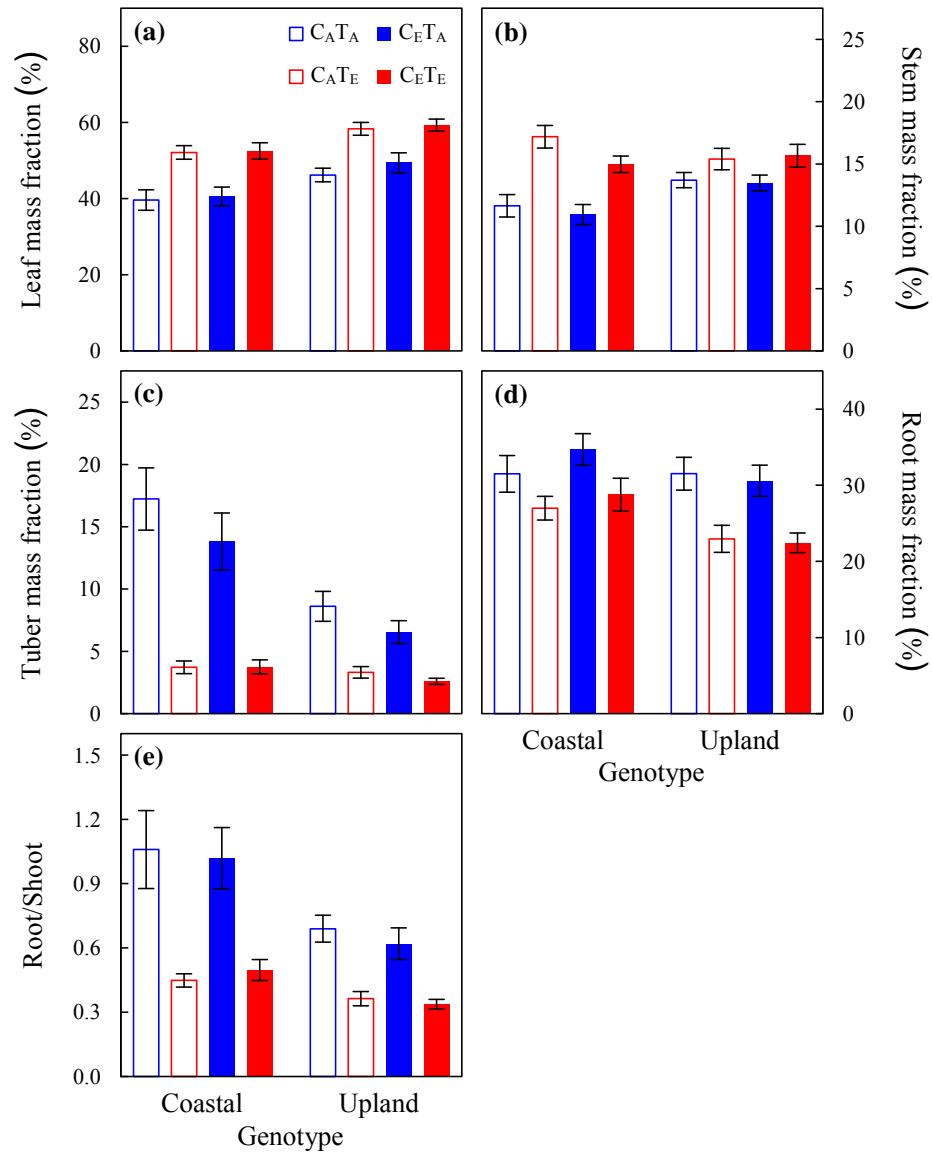 (a)
CATA
CETA
CATE
CETE
Leaf mass fraction (%)
80
60
40
20
0
(b)
Stem mass fraction (%)
25
20
15
10
5
0
(c)
Tuber mass fraction (%)
25
20
15
10
5
0
(d)
Root mass fraction (%)
40
30
20
10
0
Coastal
Upland
Genotype
(e)
Root/Shoot
1.5
1.2
0.9
0.6
0.3
0.0
Coastal
Upland
Genotype